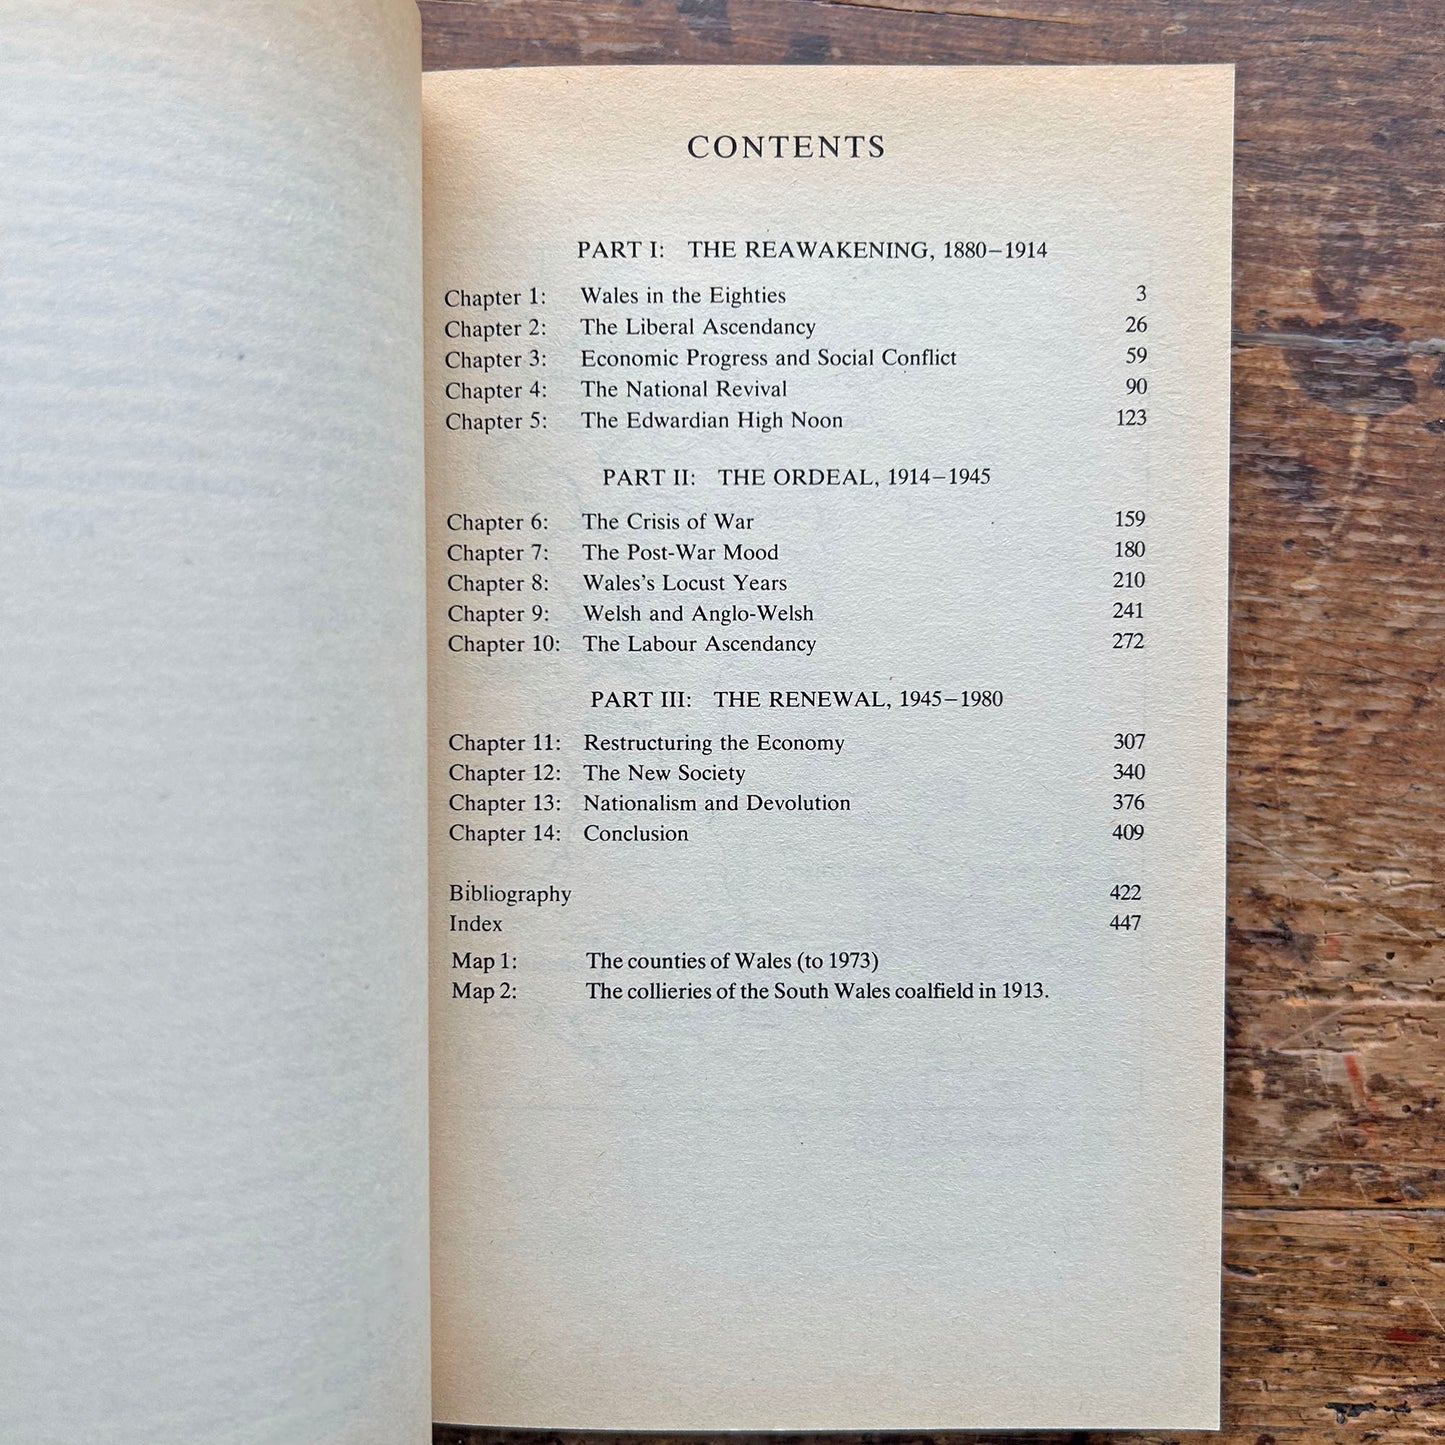 CONTENTS
PART I: THE REAWAKENING, 1880–1914
Chapter 1: Wales in the Eighties 3
Chapter 2: The Liberal Ascendancy 26
Chapter 3: Economic Progress and Social Conflict 59
Chapter 4: The National Revival 90
Chapter 5: The Edwardian High Noon 123
PART II: THE ORDEAL, 1914–1945
Chapter 6: The Crisis of War 159
Chapter 7: The Post-War Mood 180
Chapter 8: Wales's Locust Years 210
Chapter 9: Welsh and Anglo-Welsh 241
Chapter 10: The Labour Ascendancy 272
PART III: THE RENEWAL, 1945–1980
Chapter 11: Restructuring the Economy 307
Chapter 12: The New Society 340
Chapter 13: Nationalism and Devolution 376
Chapter 14: Conclusion 409
Bibliography 422
Index 447
Map 1: The counties of Wales (to 1973)
Map 2: The collieries of the South Wales coalfield in 1913.